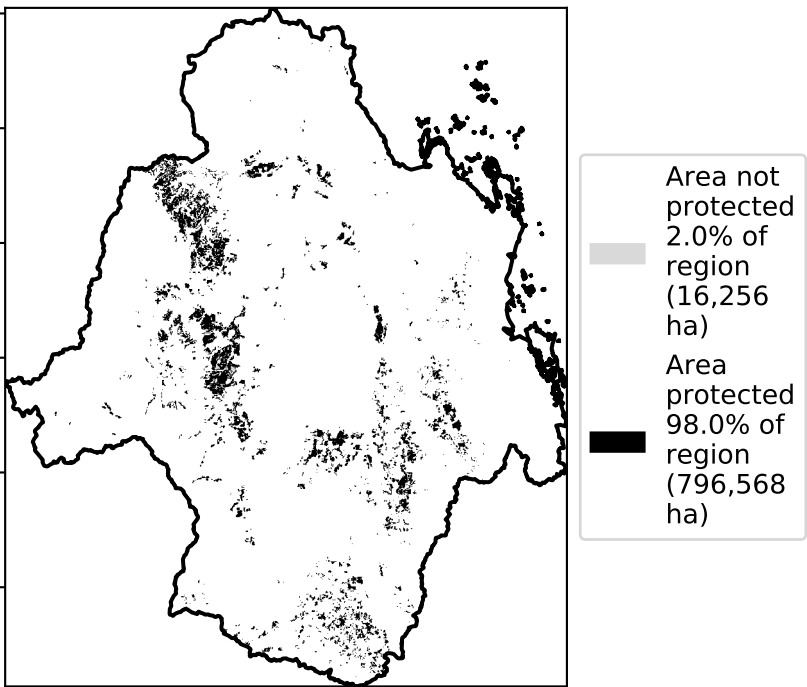 Area not
protected
2.0% of
region
(16,256
ha)
Area
protected
98.0% of
region
(796,568
ha)